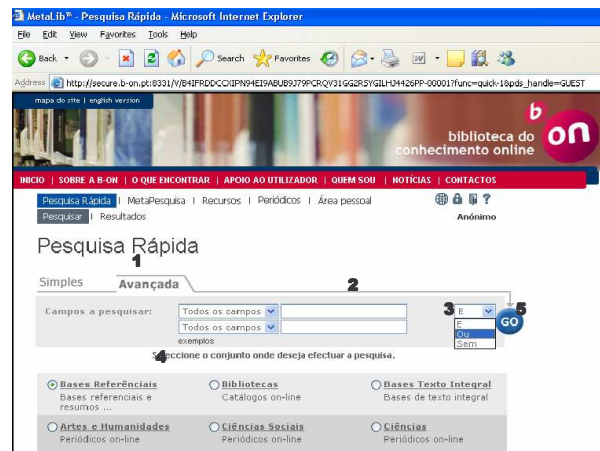 MetaLib® - Pesquisa Rápida - Microsoft Internet Explorer
File Edit View Favorites Tools Help
Back Search Favorites
Address http://secure.b-on.pt:8331/V/B4IFRDDCCXIPN94EI9ABUB9J79PCRQV31GG2RSYGILHJ4426PP-00001?func=quick-1&pds_handle=GUEST
mapa do site | english version
b
on
biblioteca do
conhecimento online
INICIO | SOBRE A B-ON | O QUE ENCONTRAR | APOIO AO UTILIZADOR | QUEM SOU | NOTÍCIAS | CONTACTOS
Pesquisa Rápida | MetaPesquisa | Recursos | Periódicos | Área pessoal ?
Pesquisar | Resultados Anónimo
Pesquisa Rápida
1
Simples Avançada 2
Campos a pesquisar: Todos os campos 3 E 5
Todos os campos E GO
Ou
exemplos Sem
4 Seleccione o conjunto onde deseja efectuar a pesquisa.
Bases Referênciais Bibliotecas Bases Texto Integral
Bases referenciais e Catálogos on-line Bases de texto integral
resumos ...
Artes e Humanidades Ciências Sociais Ciências
Periódicos on-line Periódicos on-line Periódicos on-line